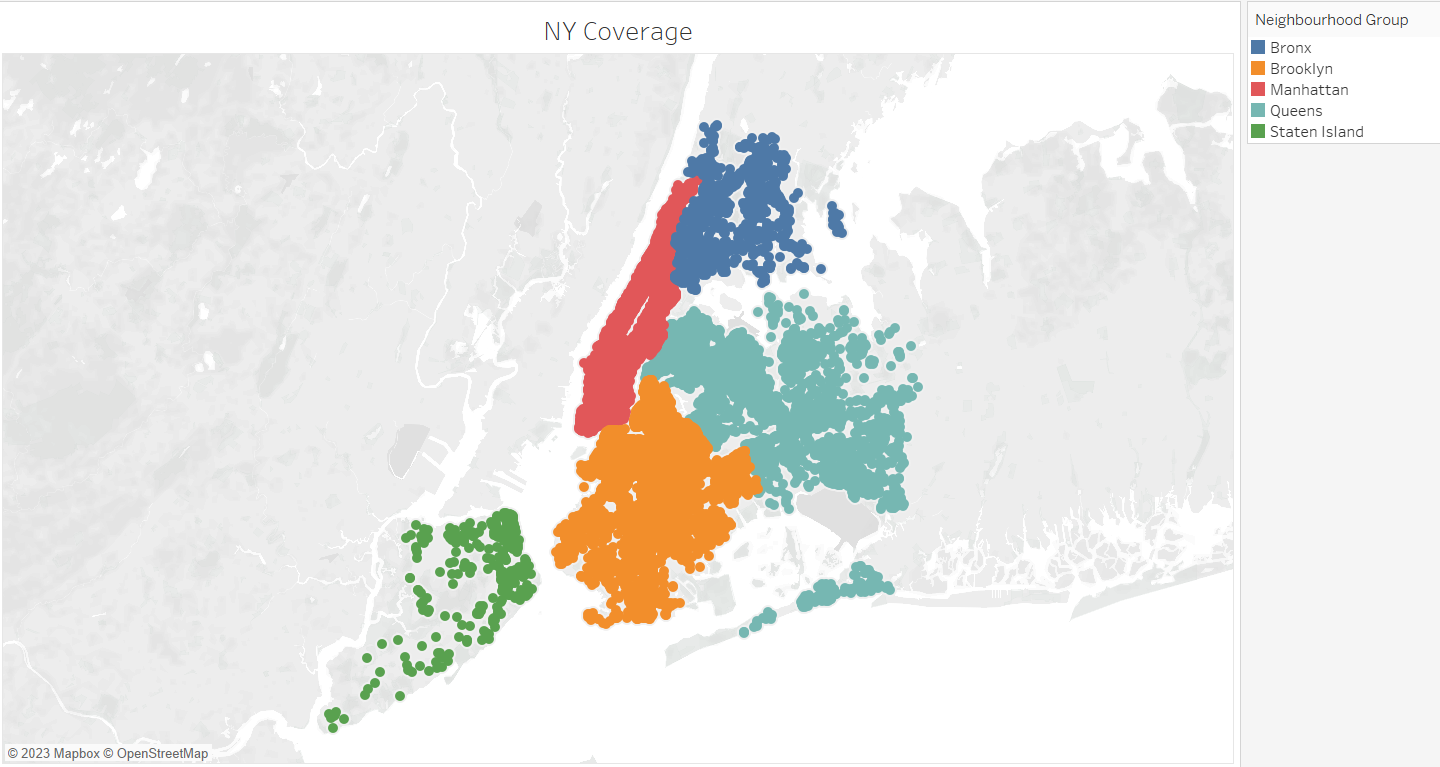 NY Coverage
Neighbourhood Group
Bronx
Brooklyn
Manhattan
Queens
Staten Island
© 2023 Mapbox © OpenStreetMap